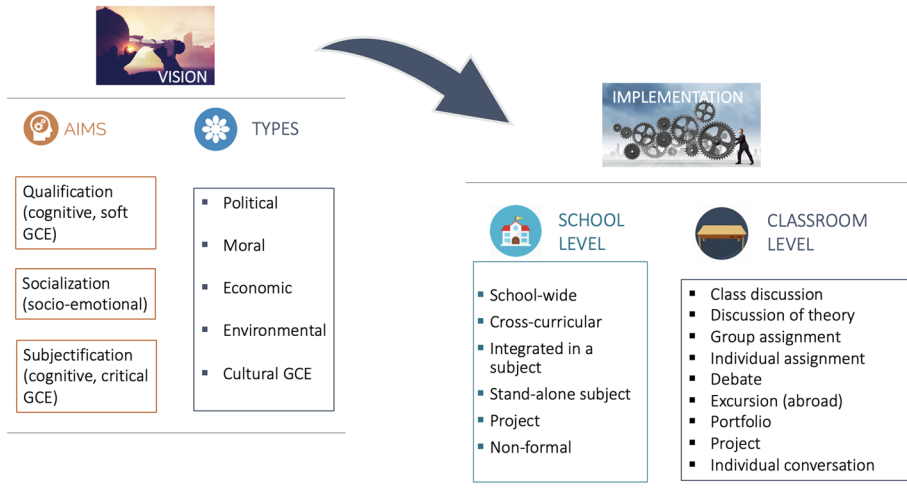 VISION
AIMS
TYPES
Qualification
(cognitive, soft
GCE)
Socialization
(socio-emotional)
Subjectification
(cognitive, critical
GCE)
▪ Political
▪ Moral
▪ Economic
▪ Environmental
▪ Cultural GCE
IMPLEMENTATION
SCHOOL
LEVEL
▪ School-wide
▪ Cross-curricular
▪ Integrated in a
subject
▪ Stand-alone subject
▪ Project
▪ Non-formal
CLASSROOM
LEVEL
▪ Class discussion
▪ Discussion of theory
▪ Group assignment
▪ Individual assignment
▪ Debate
▪ Excursion (abroad)
▪ Portfolio
▪ Project
▪ Individual conversation